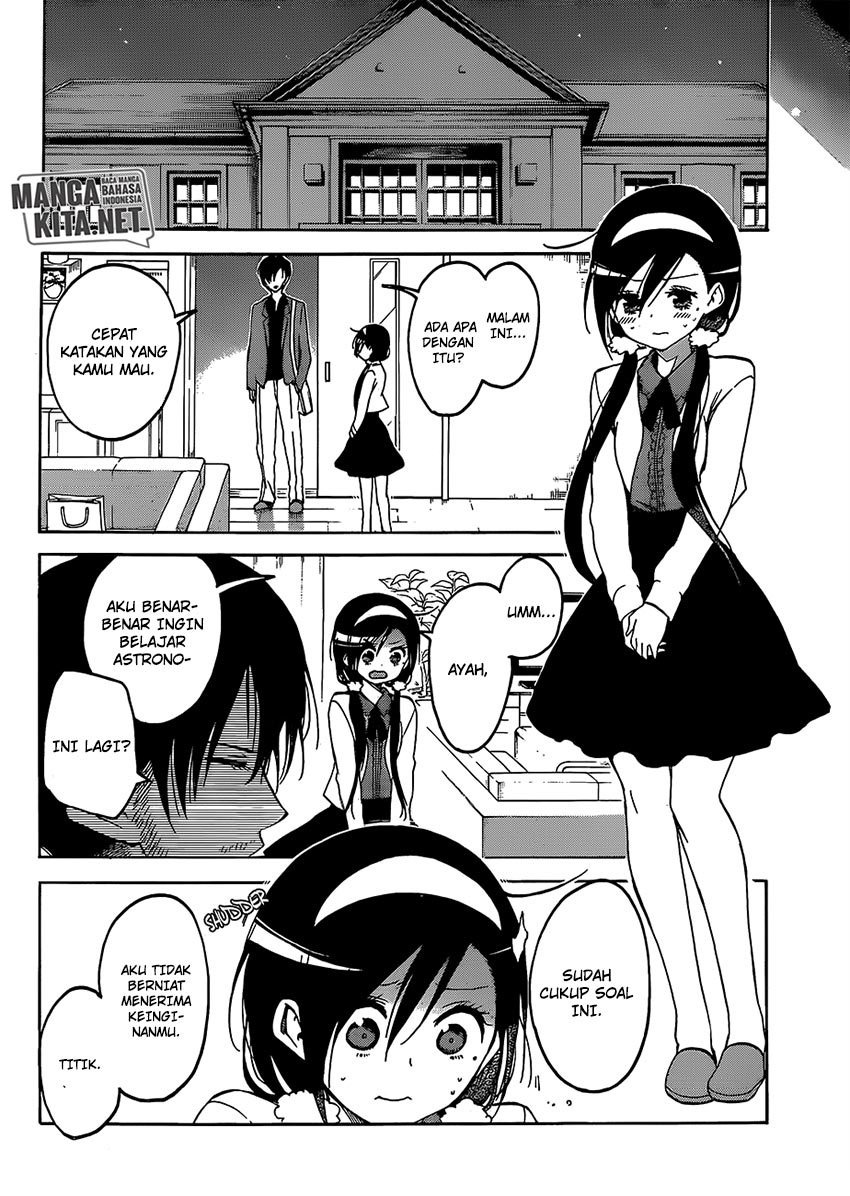 MANGA
KITA.NET
BACA MANGA
BAHASA
INDONESIA
MALAM
INI...
ADA APA
DENGAN
ITU?
CEPAT
KATAKAN YANG
KAMU MAU.
UMM...
AYAH,
AKU BENAR-
BENAR INGIN
BELAJAR
ASTRONO-
INI LAGI?
SUDAH
CUKUP SOAL
INI.
SHUDDER
AKU TIDAK
BERNIAT
MENERIMA
KEINGI-
NANMU.
TITIK.